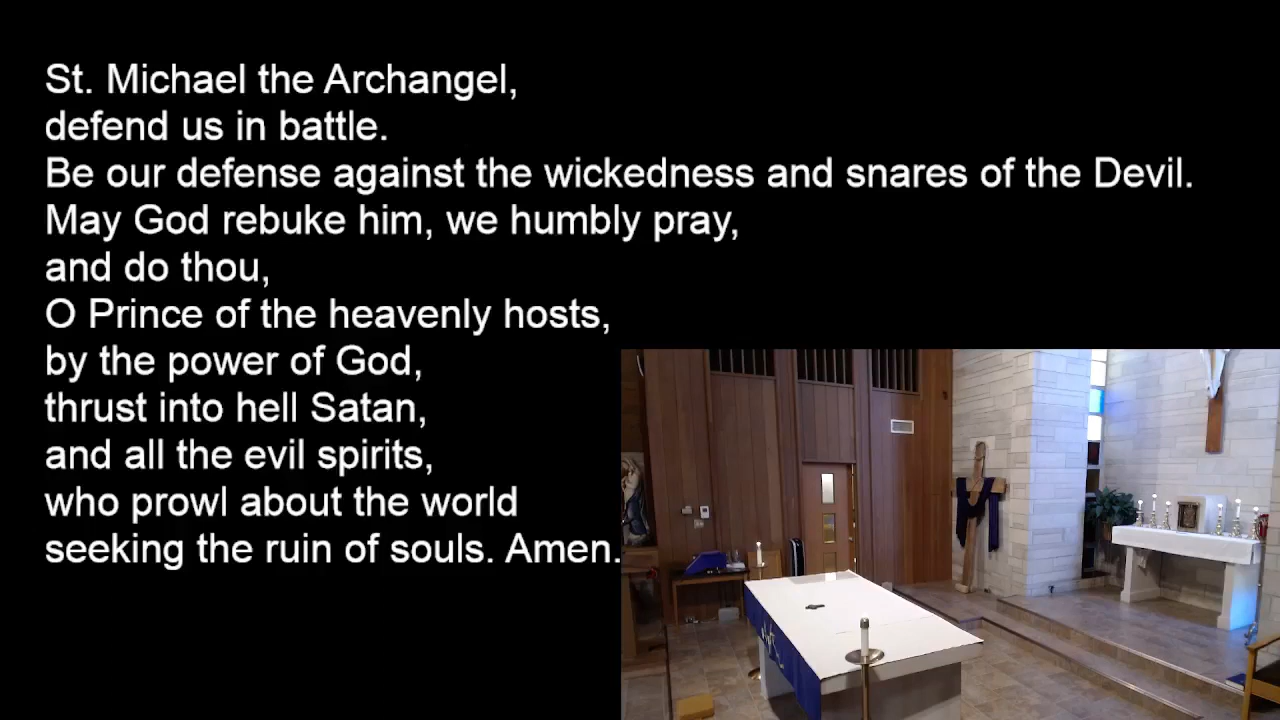 St. Michael the Archangel,
defend us in battle.
Be our defense against the wickedness and snares of the Devil.
May God rebuke him, we humbly pray,
and do thou,
O Prince of the heavenly hosts,
by the power of God,
thrust into hell Satan,
and all the evil spirits,
who prowl about the world
seeking the ruin of souls. Amen.